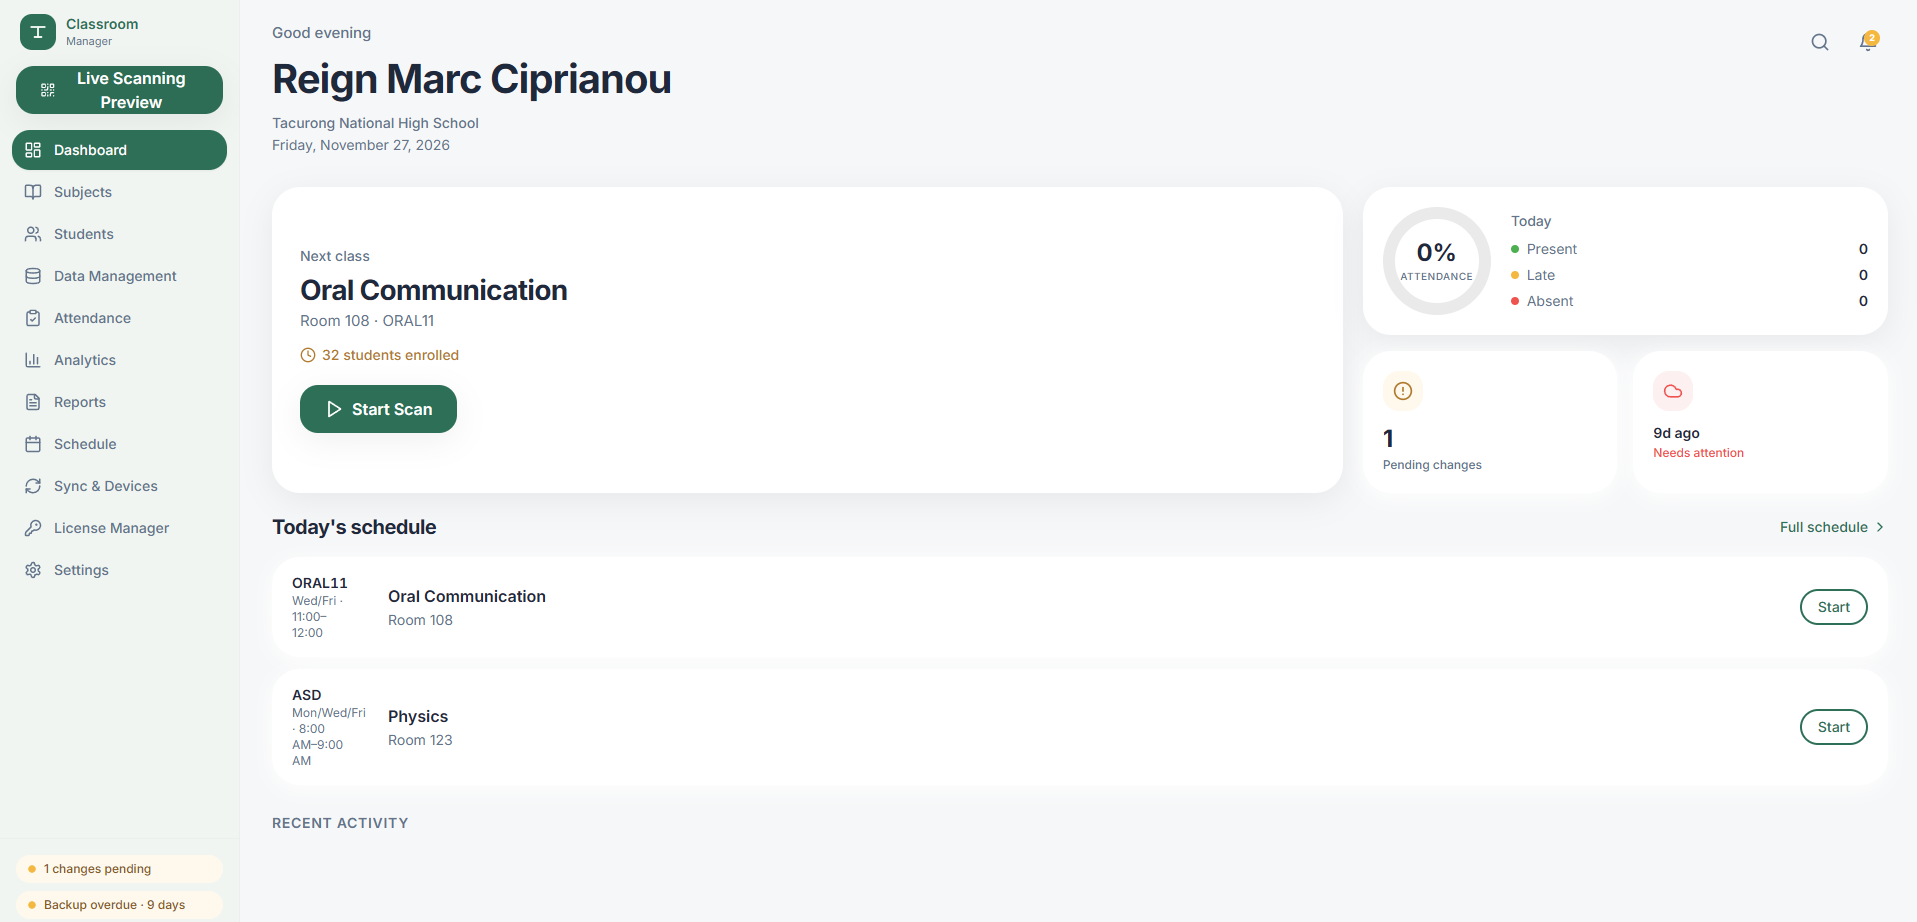 Classroom
Manager
Live Scanning
Preview
Dashboard
Subjects
Students
Data Management
Attendance
Analytics
Reports
Schedule
Sync & Devices
License Manager
Settings
1 changes pending
Backup overdue · 9 days
Good evening
Reign Marc Ciprianou
Tacurong National High School
Friday, November 27, 2026
2
Next class
Oral Communication
Room 108 · ORAL11
32 students enrolled
Start Scan
0%
ATTENDANCE
Today
Present 0
Late 0
Absent 0
1
Pending changes
9d ago
Needs attention
Today's schedule
Full schedule
ORAL11
Wed/Fri ·
11:00–
12:00
Oral Communication
Room 108
Start
ASD
Mon/Wed/Fri
· 8:00
AM–9:00
AM
Physics
Room 123
Start
RECENT ACTIVITY